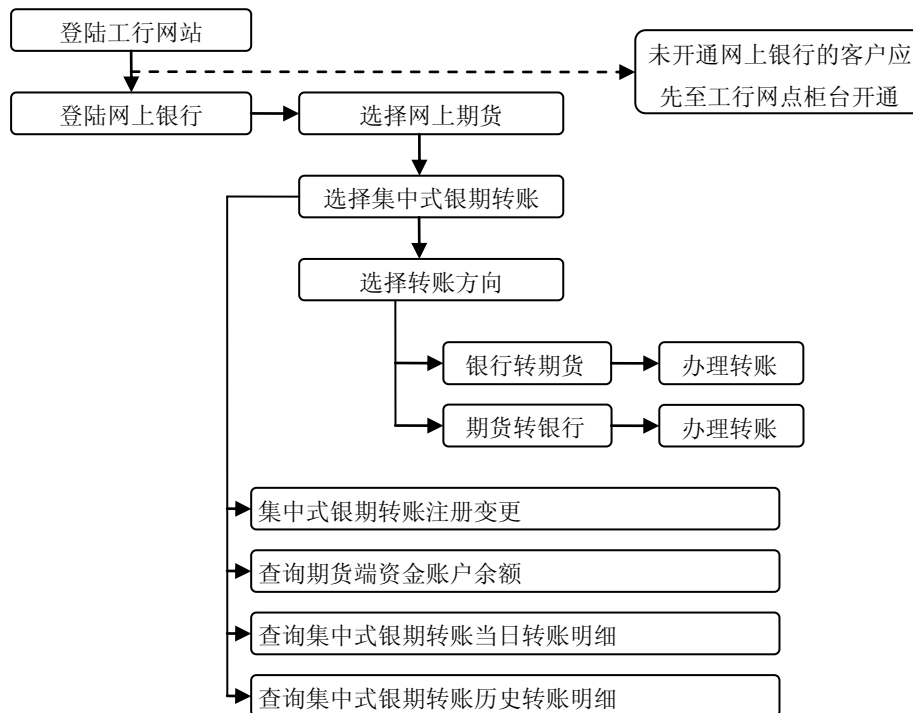 登陆工行网站
未开通网上银行的客户应
先至工行网点柜台开通
登陆网上银行
选择网上期货
选择集中式银期转账
选择转账方向
银行转期货
办理转账
期货转银行
办理转账
集中式银期转账注册变更
查询期货端资金账户余额
查询集中式银期转账当日转账明细
查询集中式银期转账历史转账明细